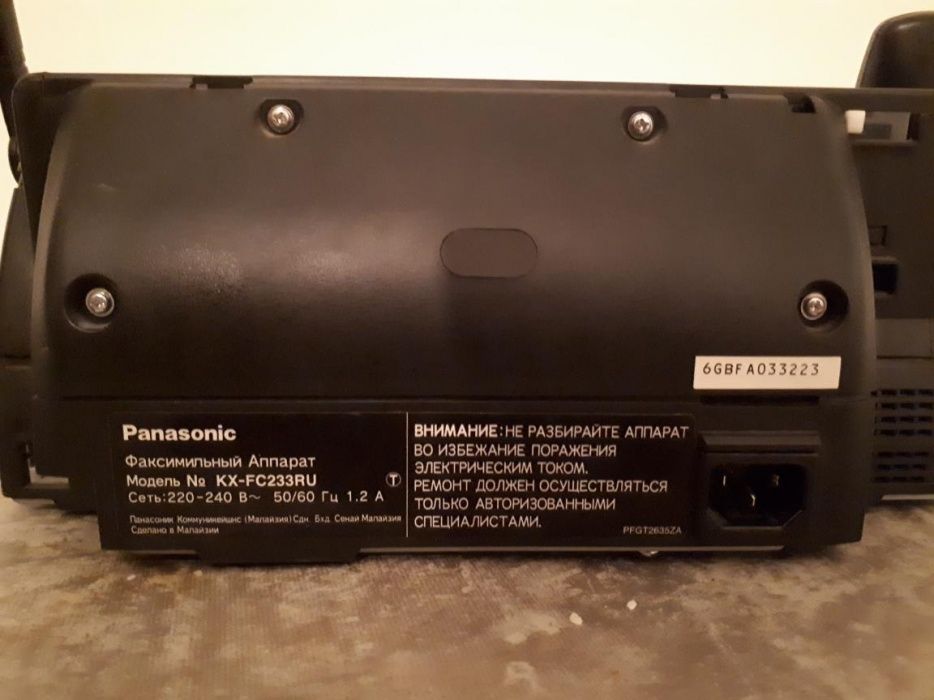 6GBFA033223
Panasonic
Факсимильный Аппарат
Модель № KX-FC233RU
Сеть:220-240 В~ 50/60 Гц 1.2 А
Т
Панасоник Коммуникейшнс (Малайзия) Сдн. Бхд. Сенай Малайзия
Сделано в Малайзии
ВНИМАНИЕ:НЕ РАЗБИРАЙТЕ АППАРАТ
ВО ИЗБЕЖАНИЕ ПОРАЖЕНИЯ
ЭЛЕКТРИЧЕСКИМ ТОКОМ.
РЕМОНТ ДОЛЖЕН ОСУЩЕСТВЛЯТЬСЯ
ТОЛЬКО АВТОРИЗОВАННЫМИ
СПЕЦИАЛИСТАМИ.
PFGT2635ZA